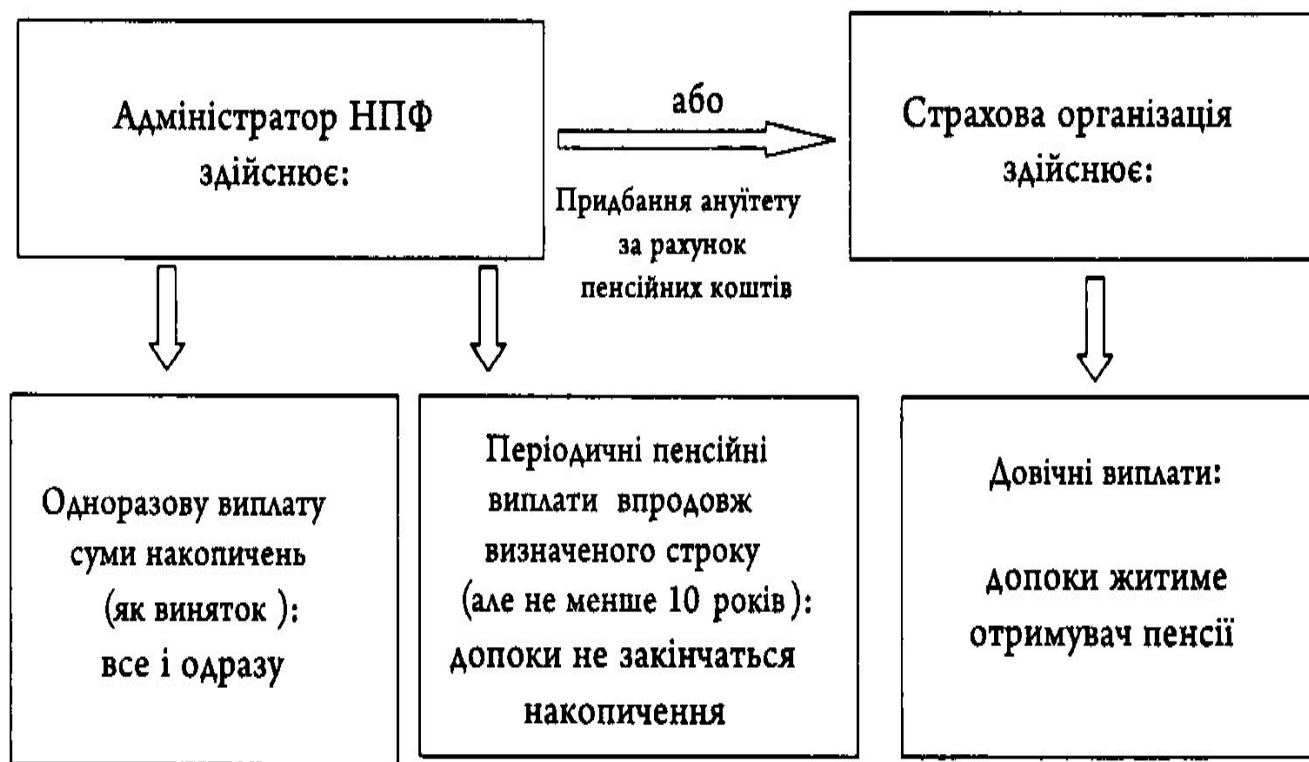 Адміністратор НПФ
здійснює:
або
Придбання ануїтету
за рахунок
пенсійних коштів
Страхова організація
здійснює:
Одноразову виплату
суми накопичень
(як виняток ):
все і одразу
Періодичні пенсійні
виплати впродовж
визначеного строку
(але не менше 10 років):
допоки не закінчаться
накопичення
Довічні виплати:
допоки житиме
отримувач пенсії